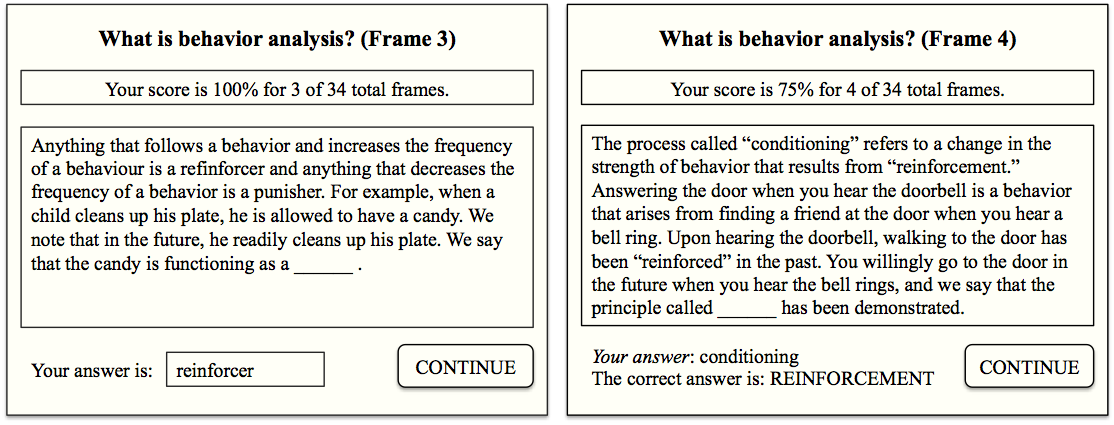 What is behavior analysis? (Frame 3)
Your score is 100% for 3 of 34 total frames.
Anything that follows a behavior and increases the frequency
of a behaviour is a refinforcer and anything that decreases the
frequency of a behavior is a punisher. For example, when a
child cleans up his plate, he is allowed to have a candy. We
note that in the future, he readily cleans up his plate. We say
that the candy is functioning as a ______ .
Your answer is: reinforcer
CONTINUE
What is behavior analysis? (Frame 4)
Your score is 75% for 4 of 34 total frames.
The process called “conditioning” refers to a change in the
strength of behavior that results from “reinforcement.”
Answering the door when you hear the doorbell is a behavior
that arises from finding a friend at the door when you hear a
bell ring. Upon hearing the doorbell, walking to the door has
been “reinforced” in the past. You willingly go to the door in
the future when you hear the bell rings, and we say that the
principle called ______ has been demonstrated.
Your answer: conditioning
The correct answer is: REINFORCEMENT
CONTINUE